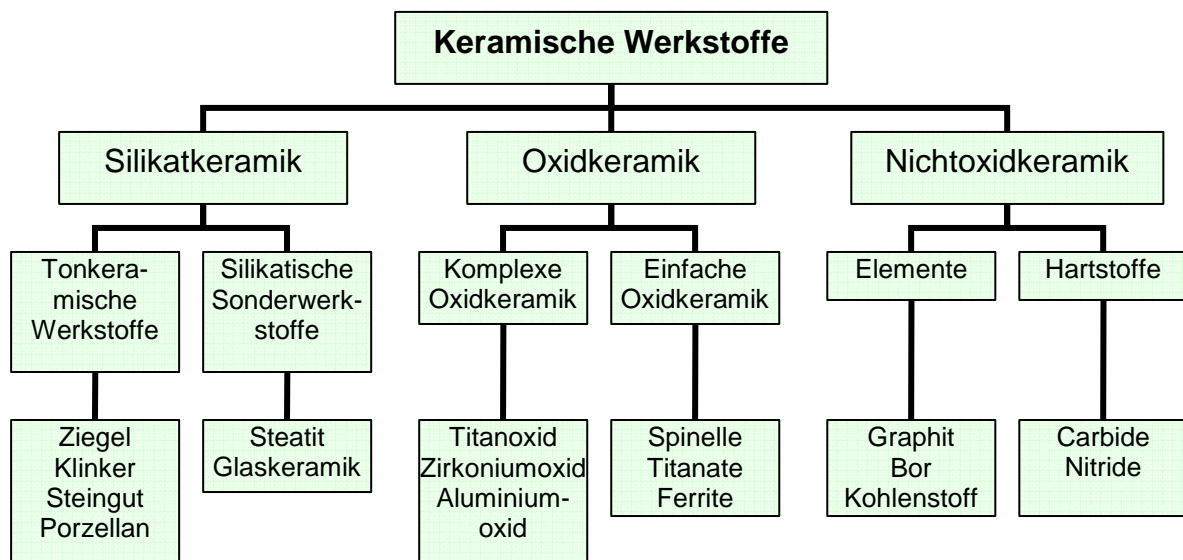 Keramische Werkstoffe
Silikatkeramik
Oxidkeramik
Nichtoxidkeramik
Tonkera-
mische
Werkstoffe
Silikatische
Sonderwerk-
stoffe
Komplexe
Oxidkeramik
Einfache
Oxidkeramik
Elemente
Hartstoffe
Ziegel
Klinker
Steingut
Porzellan
Steatit
Glaskeramik
Titanoxid
Zirkoniumoxid
Aluminium-
oxid
Spinelle
Titanate
Ferrite
Graphit
Bor
Kohlenstoff
Carbide
Nitride